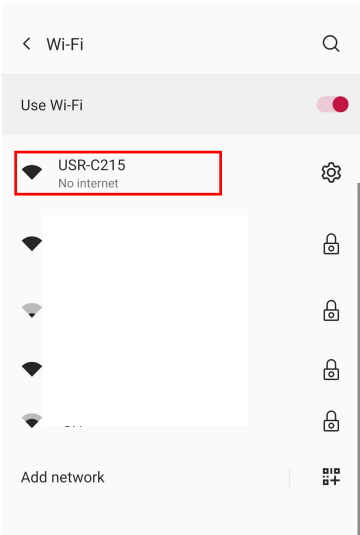 Wi-Fi
Use Wi-Fi
USR-C215
No internet
Add network